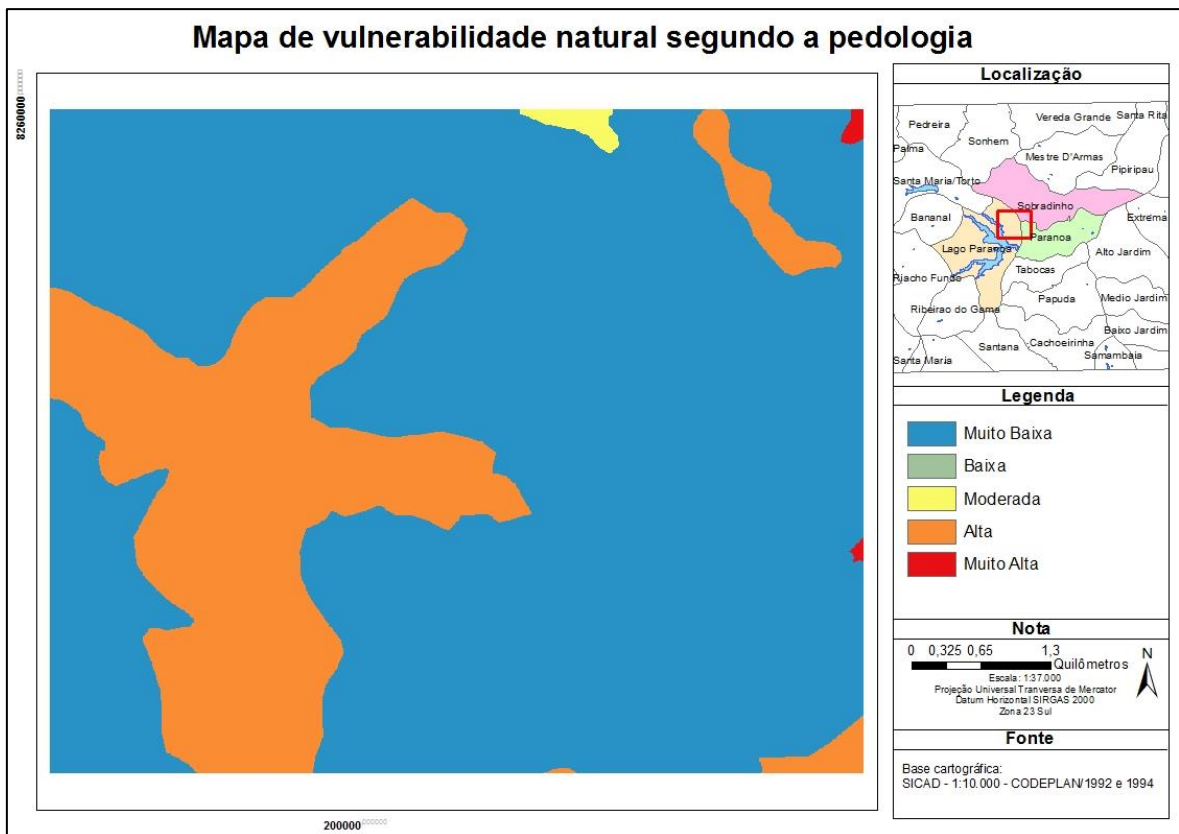 Mapa de vulnerabilidade natural segundo a pedologia
8260000
200000
Localização
Pedreira
Vereda Grande
Santa Rita
Sonhem
Palma
Mestre D'Armas
Pipiripau
Santa Maria/Torto
Sobradinho
Bananal
Extrema
Paranoa
Lago Paranoa
Alto Jardim
Riacho Fundo
Tabocas
Papuda
Medio Jardim
Ribeirao do Gama
Baixo Jardim
Santana
Cachoeirinha
Samambaia
Santa Maria
Legenda
Muito Baixa
Baixa
Moderada
Alta
Muito Alta
Nota
0 0,325 0,65 1,3
Quilômetros
N
Escala: 1:37.000
Projeção Universal Tranversa de Mercator
Datum Horizontal SIRGAS 2000
Zona 23 Sul
Fonte
Base cartográfica:
SICAD - 1:10.000 - CODEPLAN/1992 e 1994